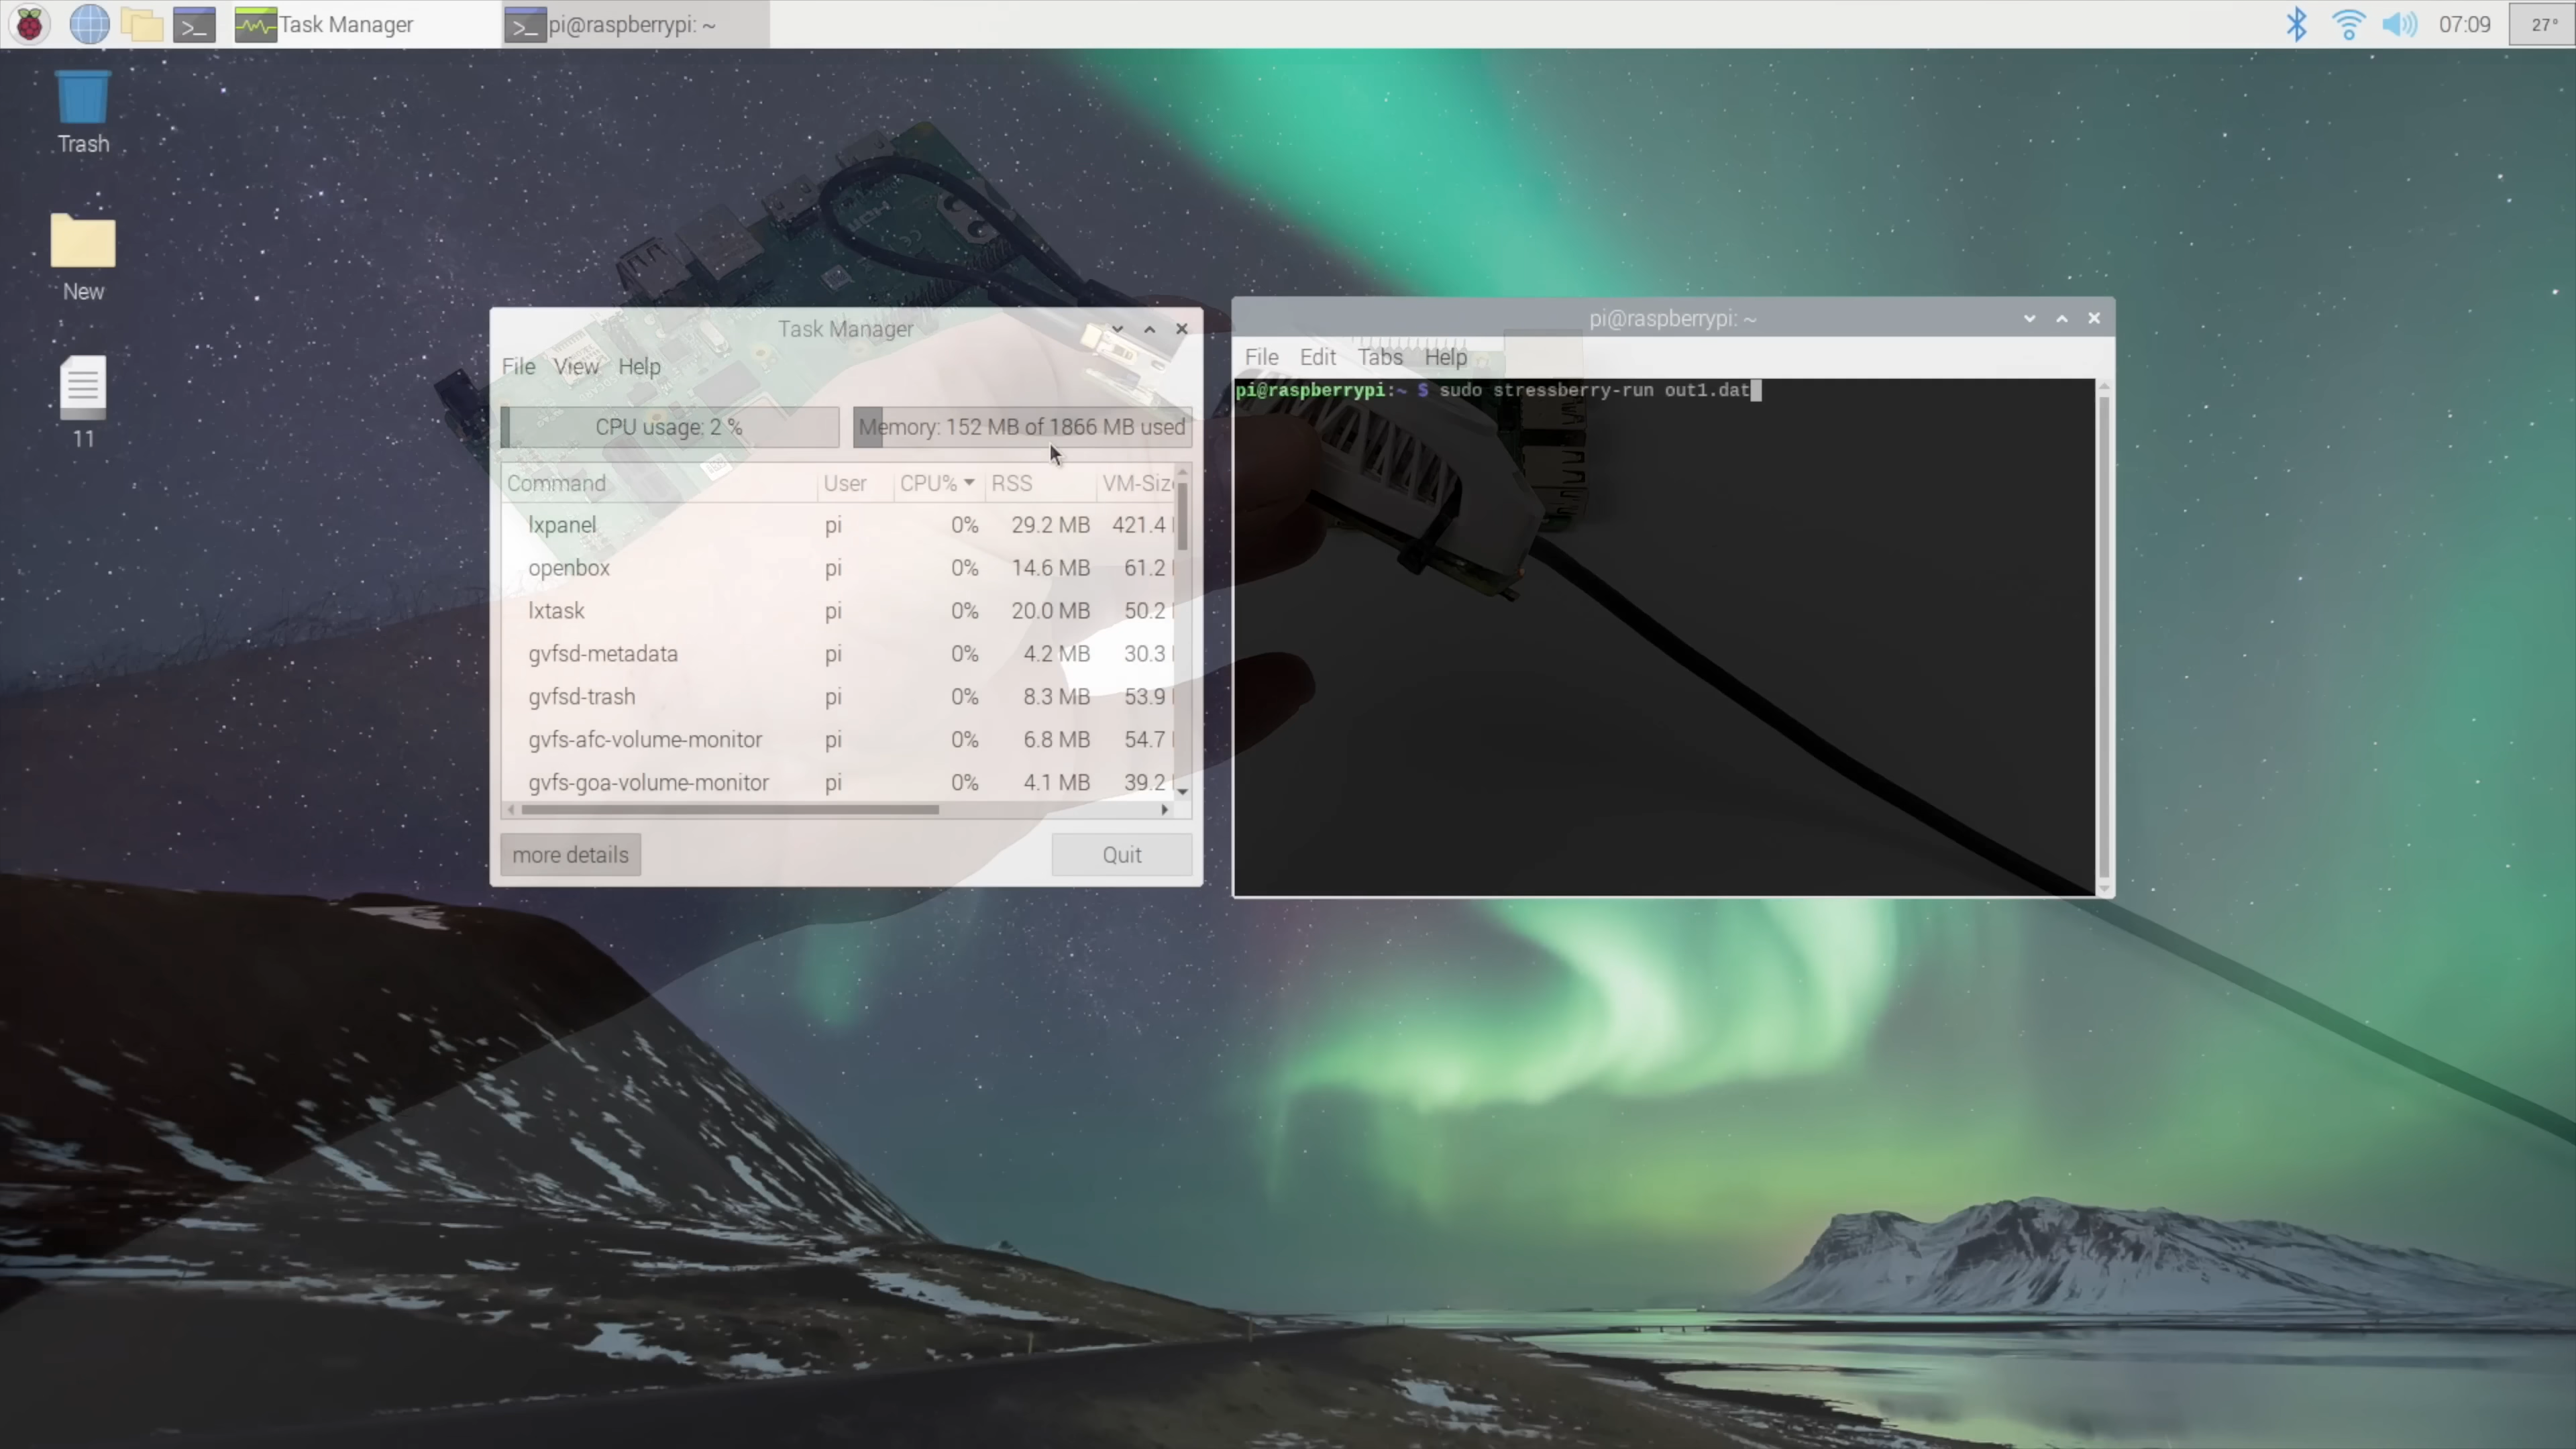 Task Manager
pi@raspberrypi: ~
07:09
27°
Trash
New
11
Task Manager
File View Help
CPU usage: 2 %
Memory: 152 MB of 1866 MB used
Command User CPU% RSS VM-Siz
lxpanel pi 0% 29.2 MB 421.4
openbox pi 0% 14.6 MB 61.2
lxtask pi 0% 20.0 MB 50.2
gvfsd-metadata pi 0% 4.2 MB 30.3
gvfsd-trash pi 0% 8.3 MB 53.9
gvfs-afc-volume-monitor pi 0% 6.8 MB 54.7
gvfs-goa-volume-monitor pi 0% 4.1 MB 39.2
more details
Quit
pi@raspberrypi: ~
File Edit Tabs Help
pi@raspberrypi:~ $ sudo stressberry-run out1.dat